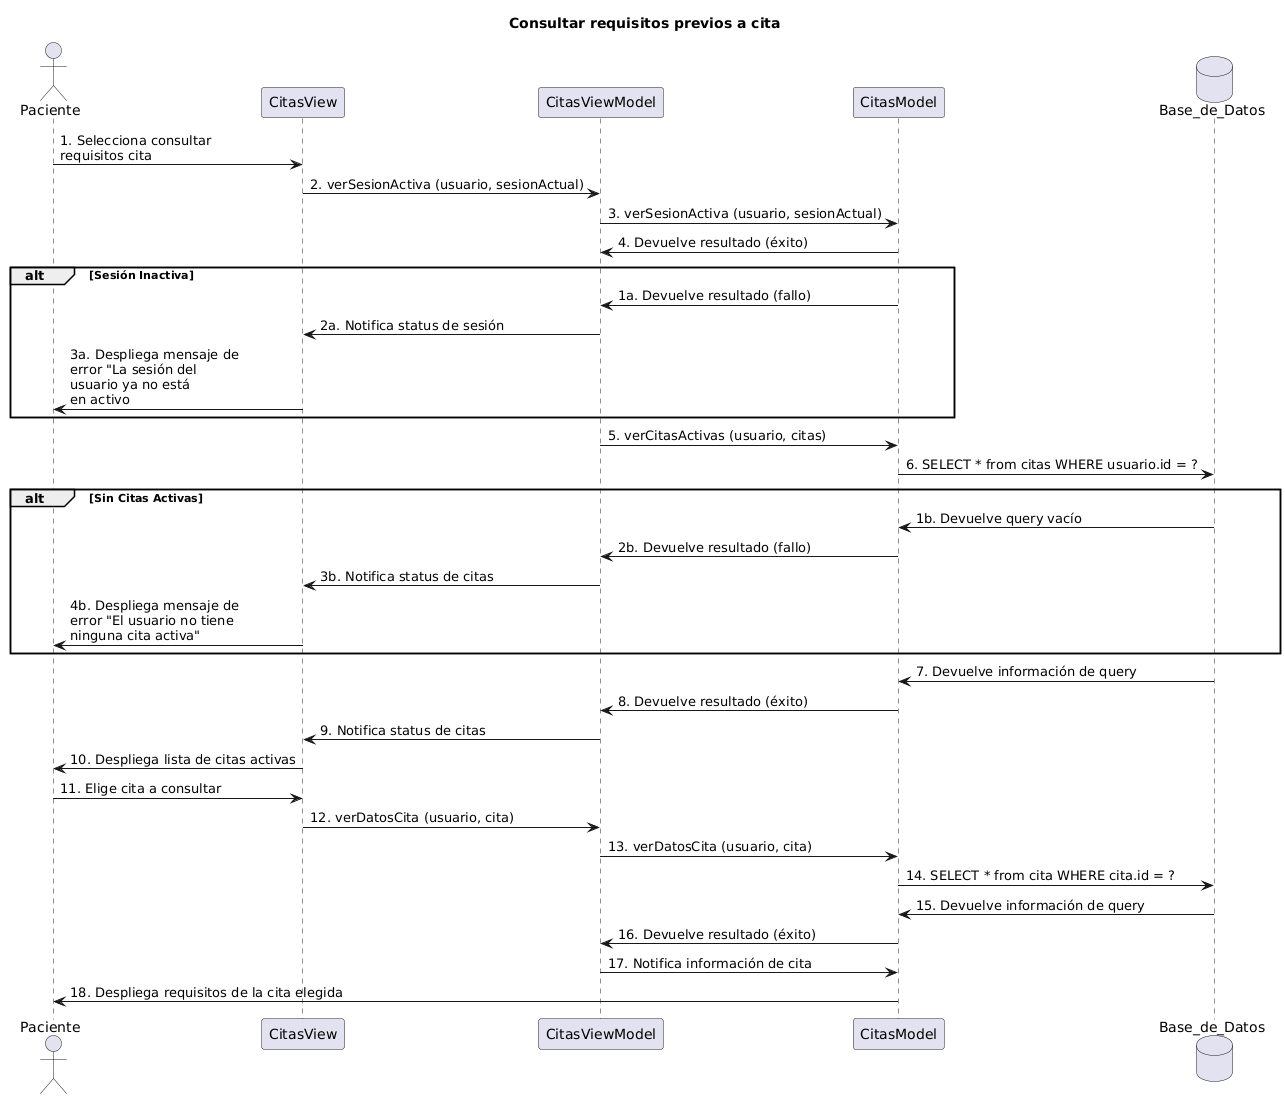 Consultar requisitos previos a cita
Paciente
CitasView
CitasViewModel
CitasModel
Base_de_Datos
1. Selecciona consultar
requisitos cita
2. verSesionActiva (usuario, sesionActual)
3. verSesionActiva (usuario, sesionActual)
4. Devuelve resultado (éxito)
alt
[Sesión Inactiva]
1a. Devuelve resultado (fallo)
2a. Notifica status de sesión
3a. Despliega mensaje de
error "La sesión del
usuario ya no está
en activo
5. verCitasActivas (usuario, citas)
6. SELECT * from citas WHERE usuario.id = ?
alt
[Sin Citas Activas]
1b. Devuelve query vacío
2b. Devuelve resultado (fallo)
3b. Notifica status de citas
4b. Despliega mensaje de
error "El usuario no tiene
ninguna cita activa"
7. Devuelve información de query
8. Devuelve resultado (éxito)
9. Notifica status de citas
10. Despliega lista de citas activas
11. Elige cita a consultar
12. verDatosCita (usuario, cita)
13. verDatosCita (usuario, cita)
14. SELECT * from cita WHERE cita.id = ?
15. Devuelve información de query
16. Devuelve resultado (éxito)
17. Notifica información de cita
18. Despliega requisitos de la cita elegida
Paciente
CitasView
CitasViewModel
CitasModel
Base_de_Datos